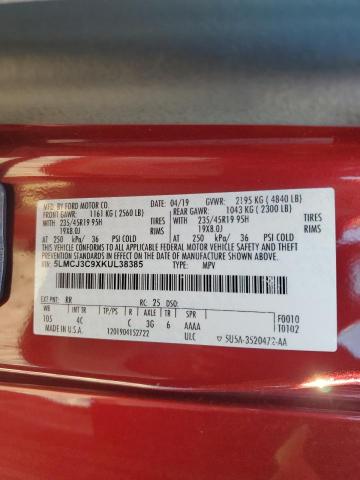 MFD. BY FORD MOTOR CO.
DATE: 04/19 GVWR: 2195 KG ( 4840 LB)
FRONT GAWR: 1161 KG ( 2560 LB) REAR GAWR: 1043 KG ( 2300 LB)
WITH TIRES 235/45R19 95H WITH TIRES 235/45R19 95H
RIMS 19X8.0J RIMS 19X8.0J
AT 250 kPa/ 36 PSI COLD AT 250 kPa/ 36 PSI COLD
THIS VEHICLE CONFORMS TO ALL APPLICABLE FEDERAL MOTOR VEHICLE SAFETY
AND THEFT PREVENTION STANDARDS IN EFFECT ON THE DATE OF MANUFACTURE SHOWN ABOVE.
VIN: 5LMCJ3C9XKUL38385 TYPE: MPV
EXT PNT: RR RC: 25 DSO:
WB INT TR TP/PS R AXLE TR SPR
105 4C C 3G 6 AAAA F0010
MADE IN U.S.A. 1201904152722 ULC T0102
5U5A-3520472-AA